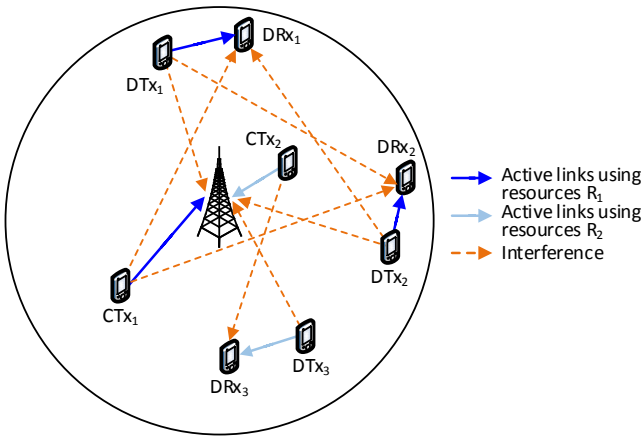 DRx1
DTx1
CTx2
DRx2
Active links using
resources R1
Active links using
resources R2
Interference
DTx2
CTx1
DTx3
DRx3